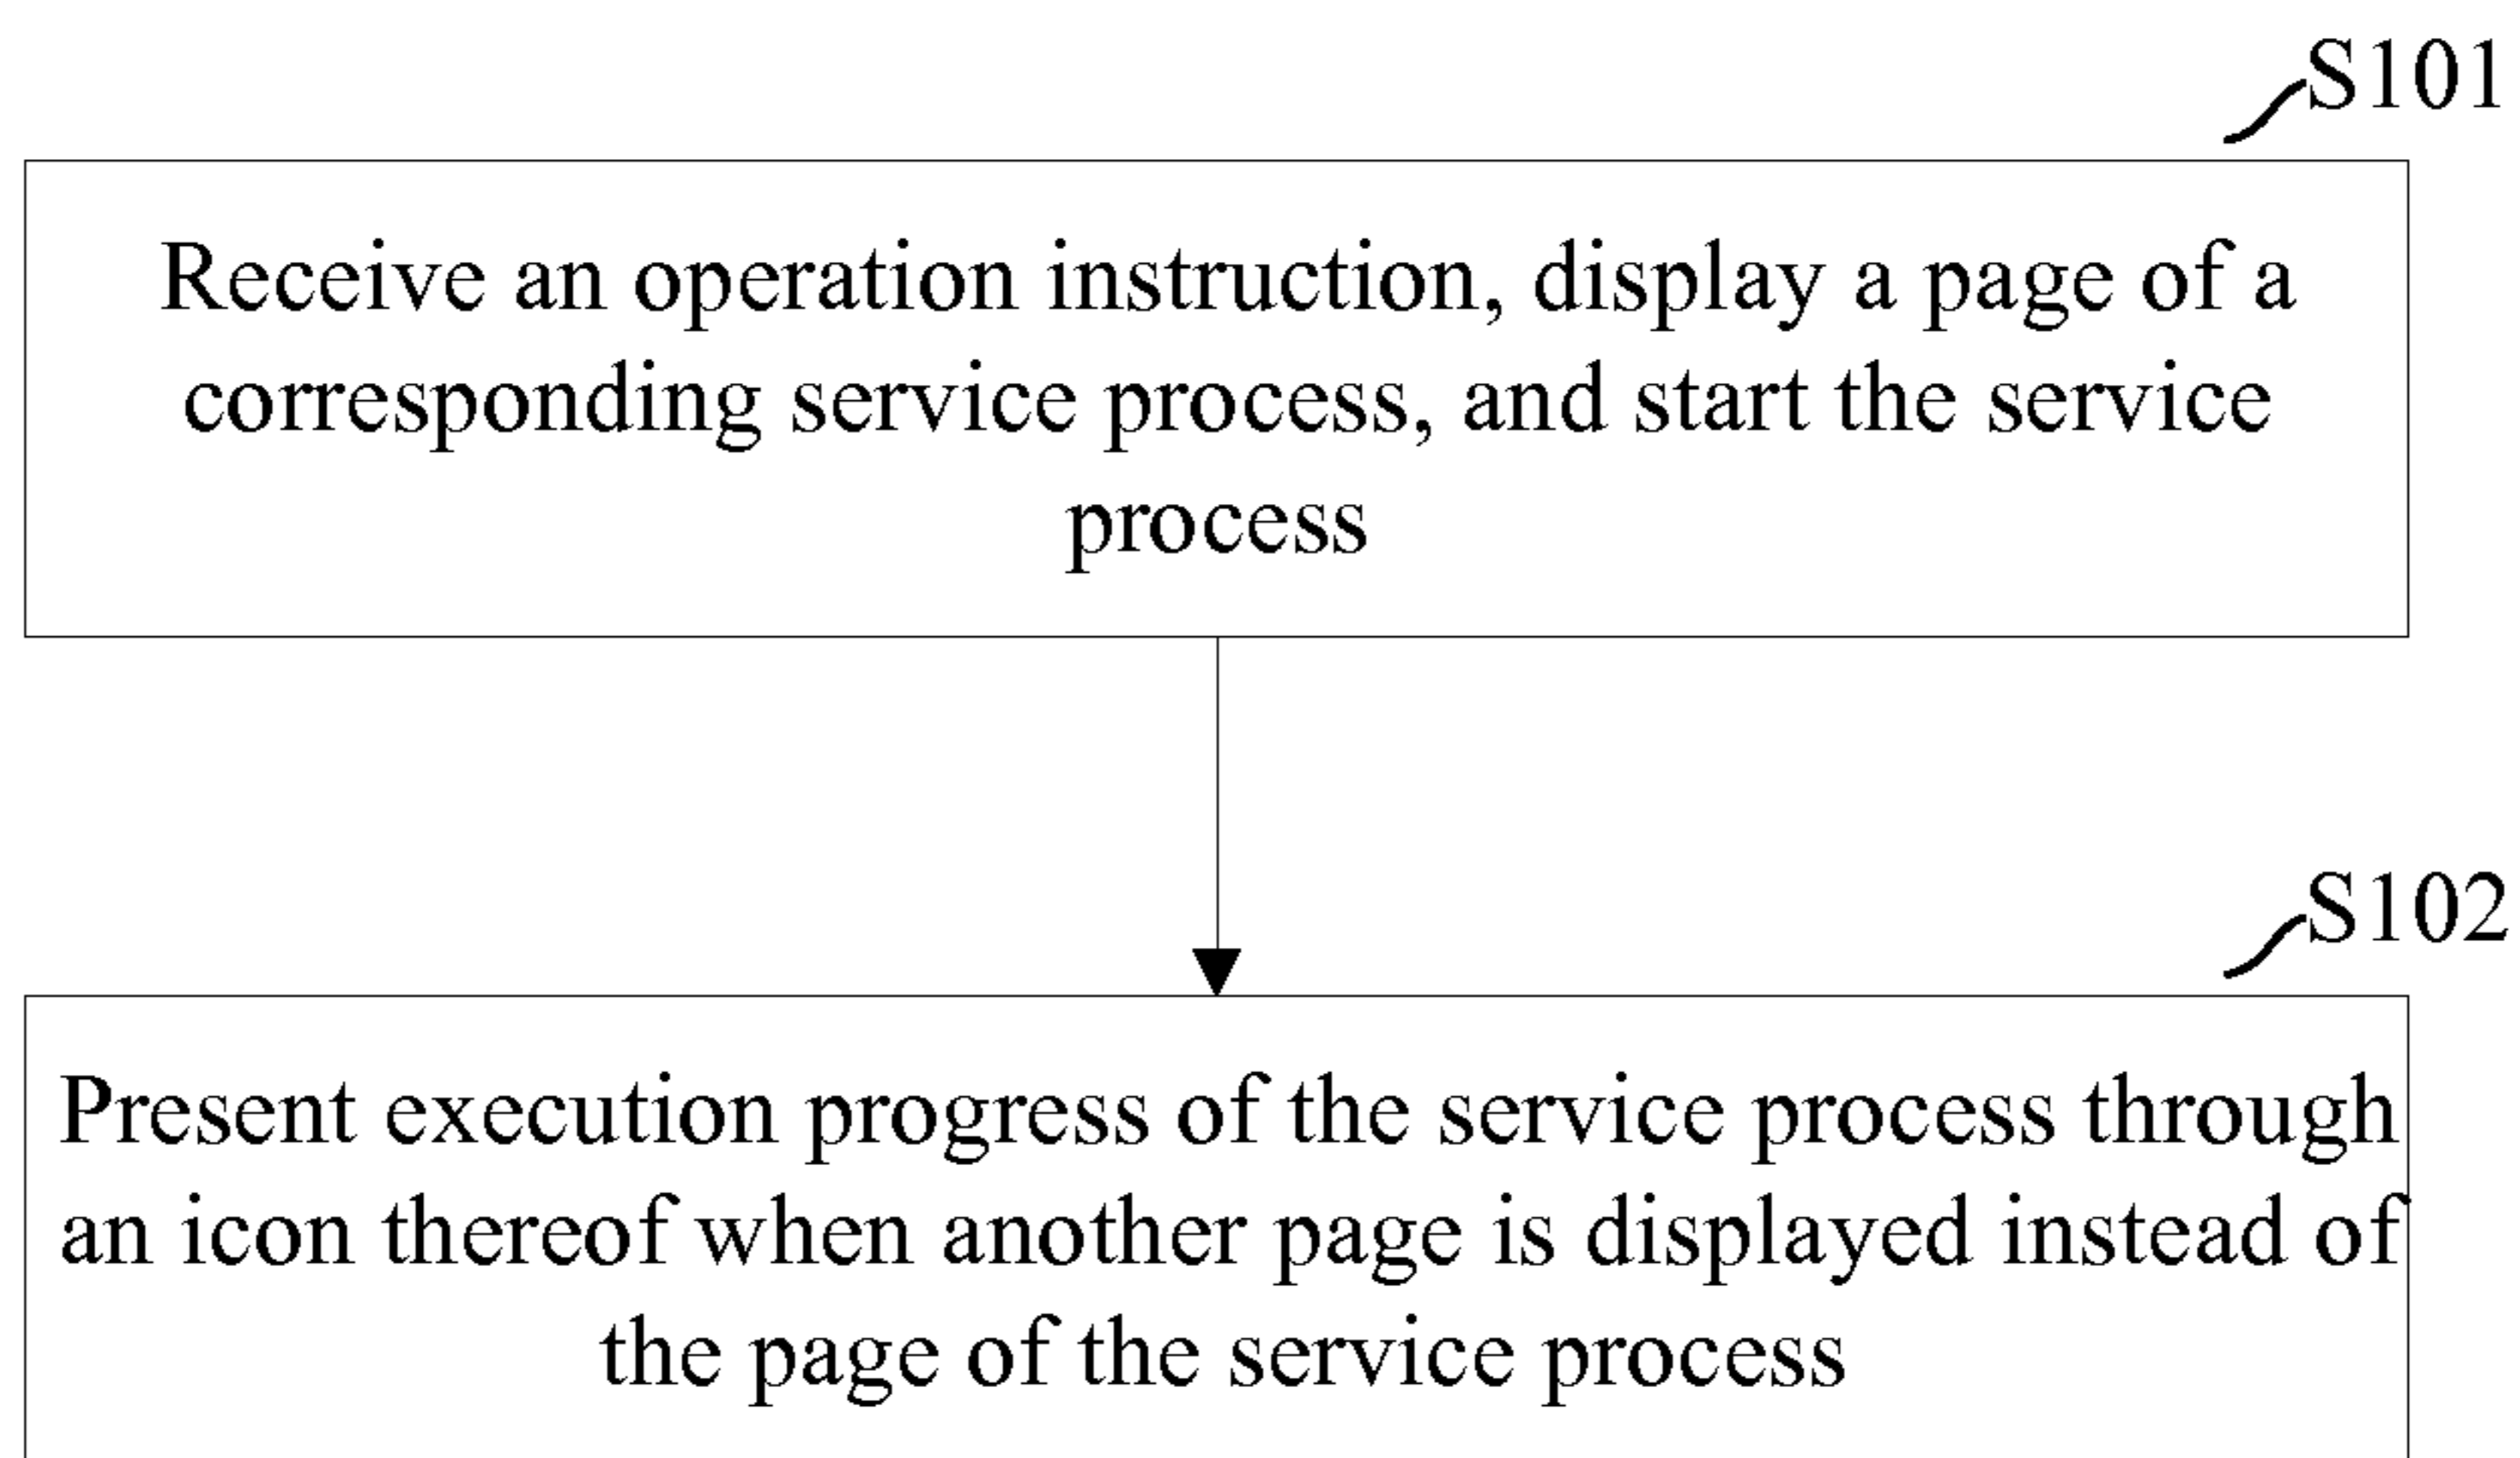 S101
Receive an operation instruction, display a page of a
corresponding service process, and start the service
process
S102
Present execution progress of the service process through
an icon thereof when another page is displayed instead of
the page of the service process